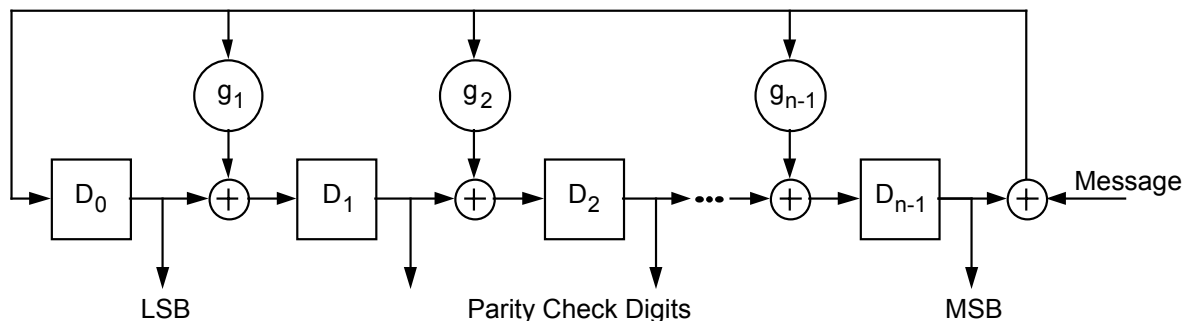 g1
g2
gn-1
D0
D1
D2
•••
Dn-1
Message
LSB
Parity Check Digits
MSB